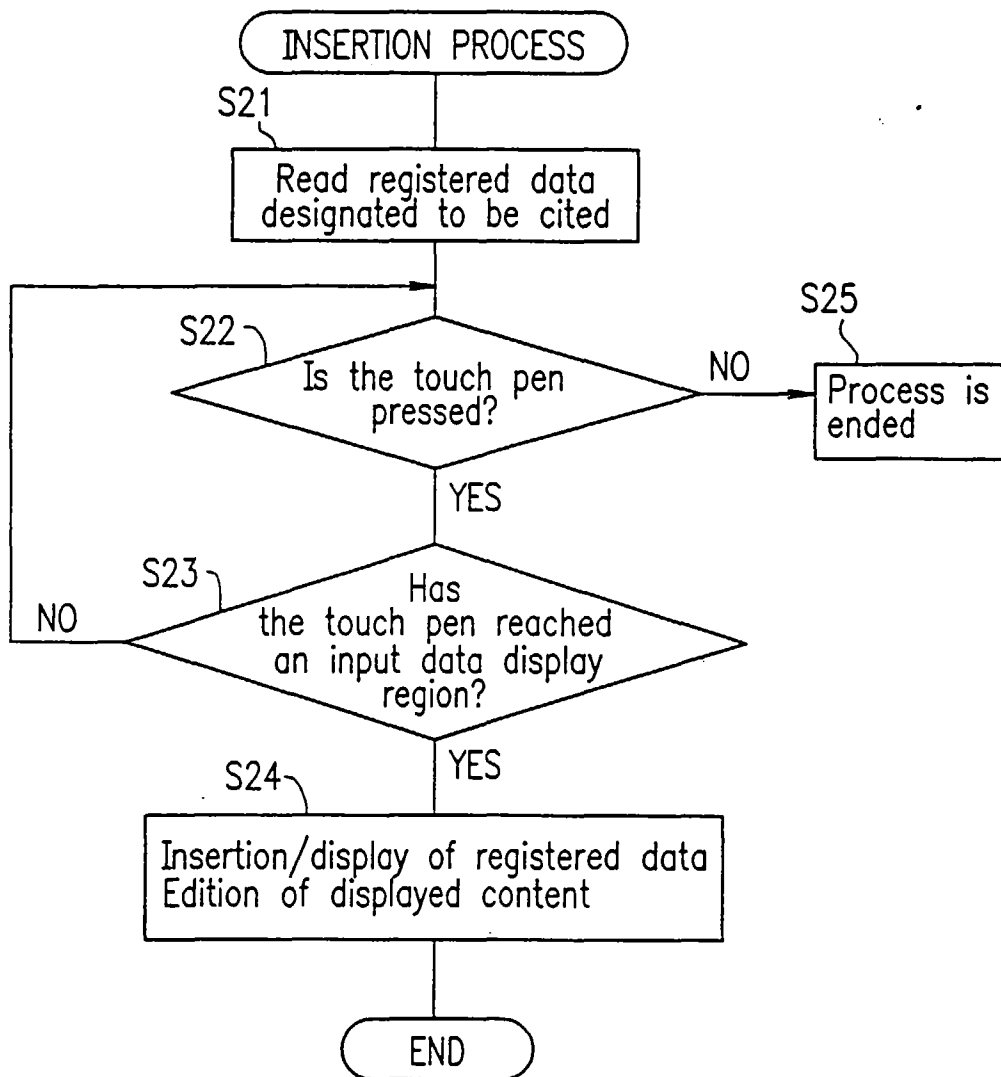 INSERTION PROCESS
S21
Read registered data
designated to be cited
S22
Is the touch pen
pressed?
NO
S25
Process is
ended
YES
S23
Has
the touch pen reached
an input data display
region?
NO
YES
S24
Insertion/display of registered data
Edition of displayed content
END